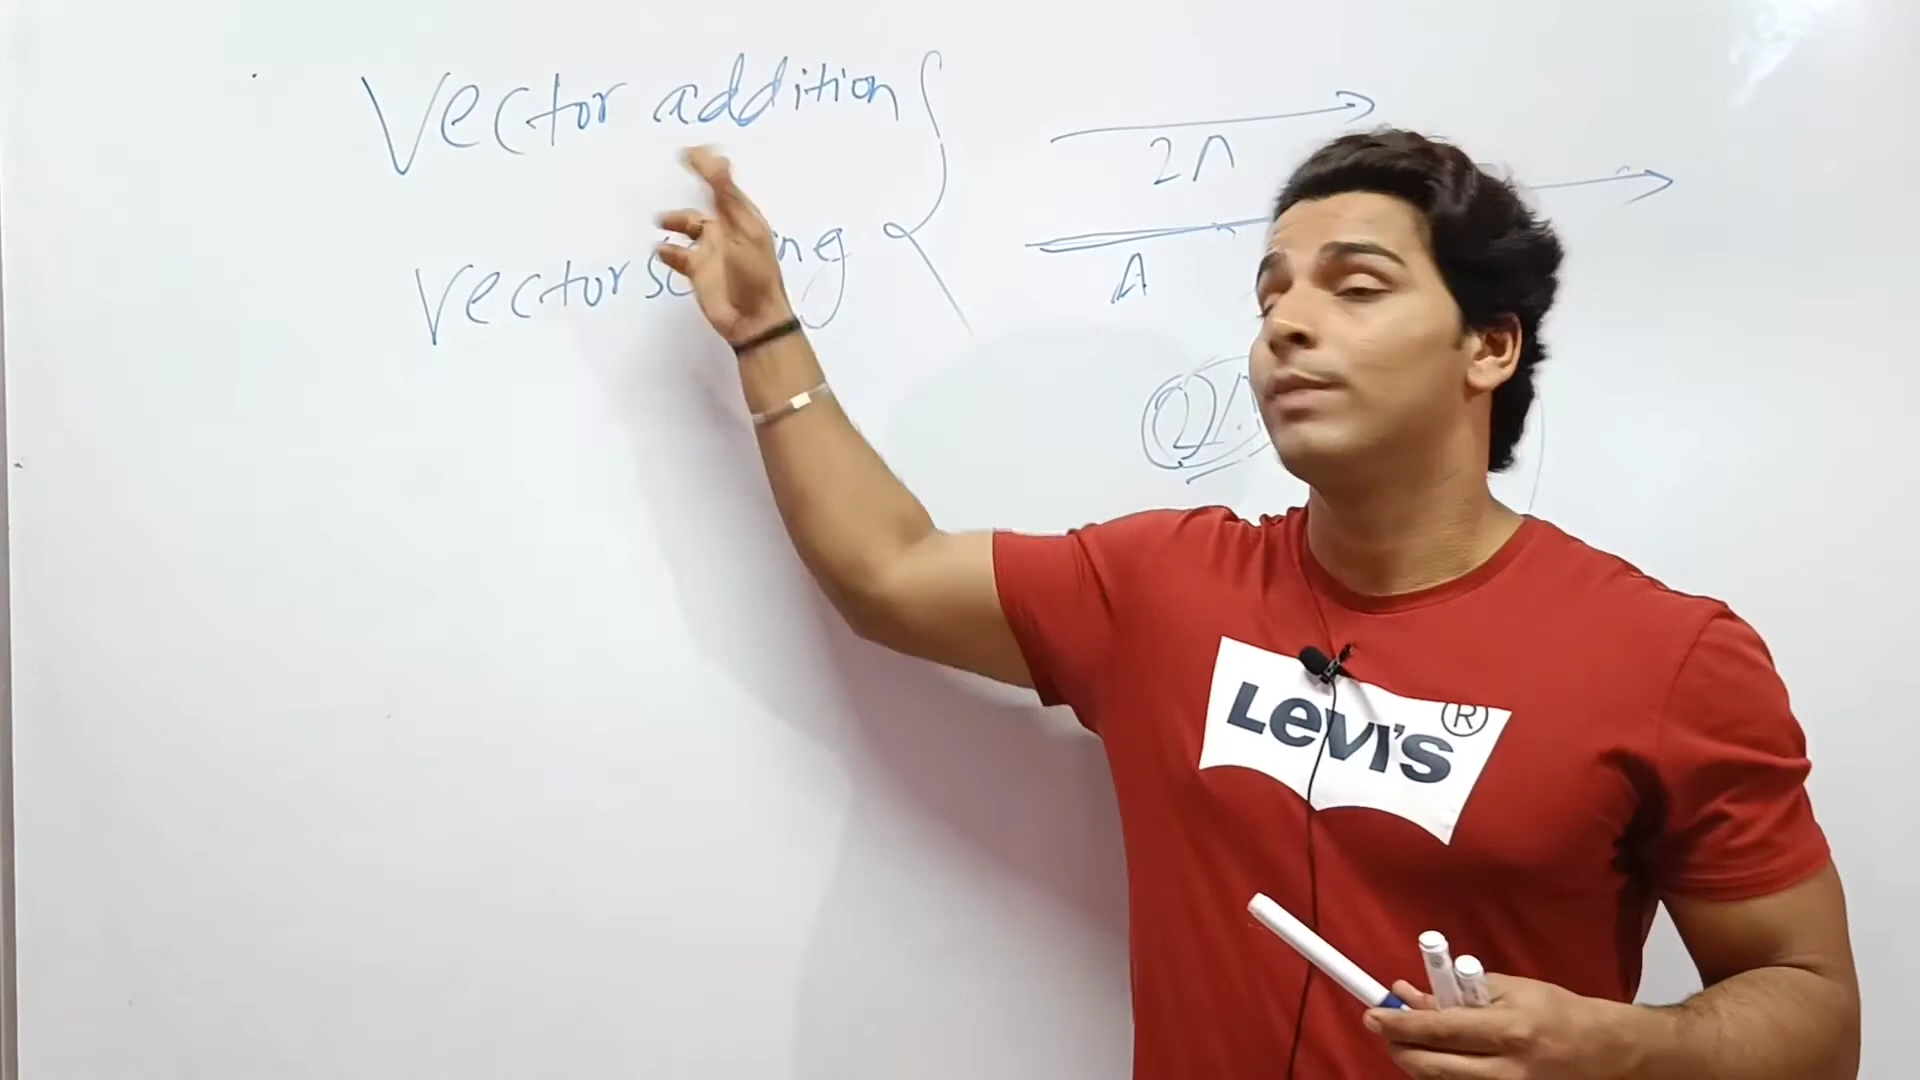 Vector addition
2A
vector
A
LEVI'S ®